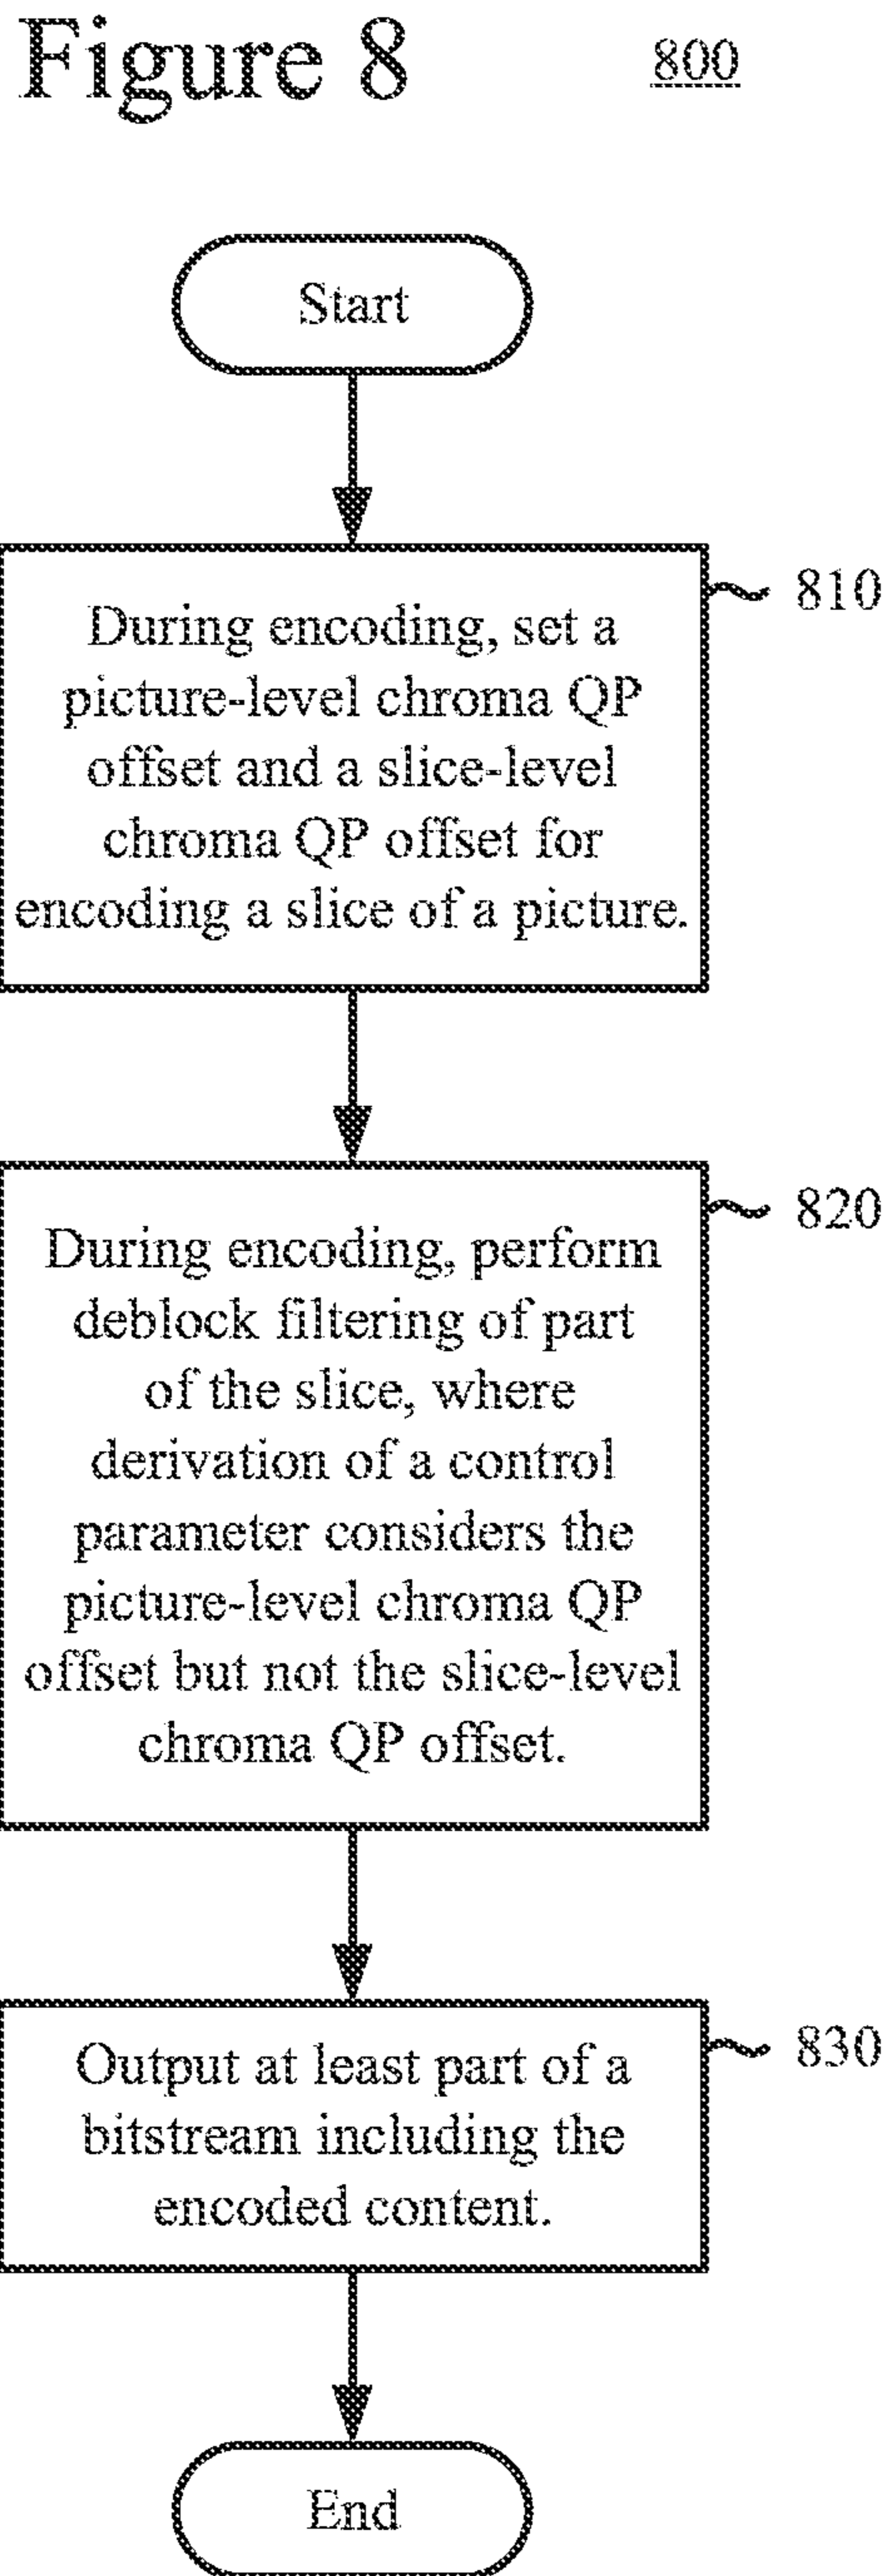 Figure 8
800
Start
During encoding, set a
picture-level chroma QP
offset and a slice-level
chroma QP offset for
encoding a slice of a picture.
810
During encoding, perform
deblock filtering of part
of the slice, where
derivation of a control
parameter considers the
picture-level chroma QP
offset but not the slice-level
chroma QP offset.
820
Output at least part of a
bitstream including the
encoded content.
830
End